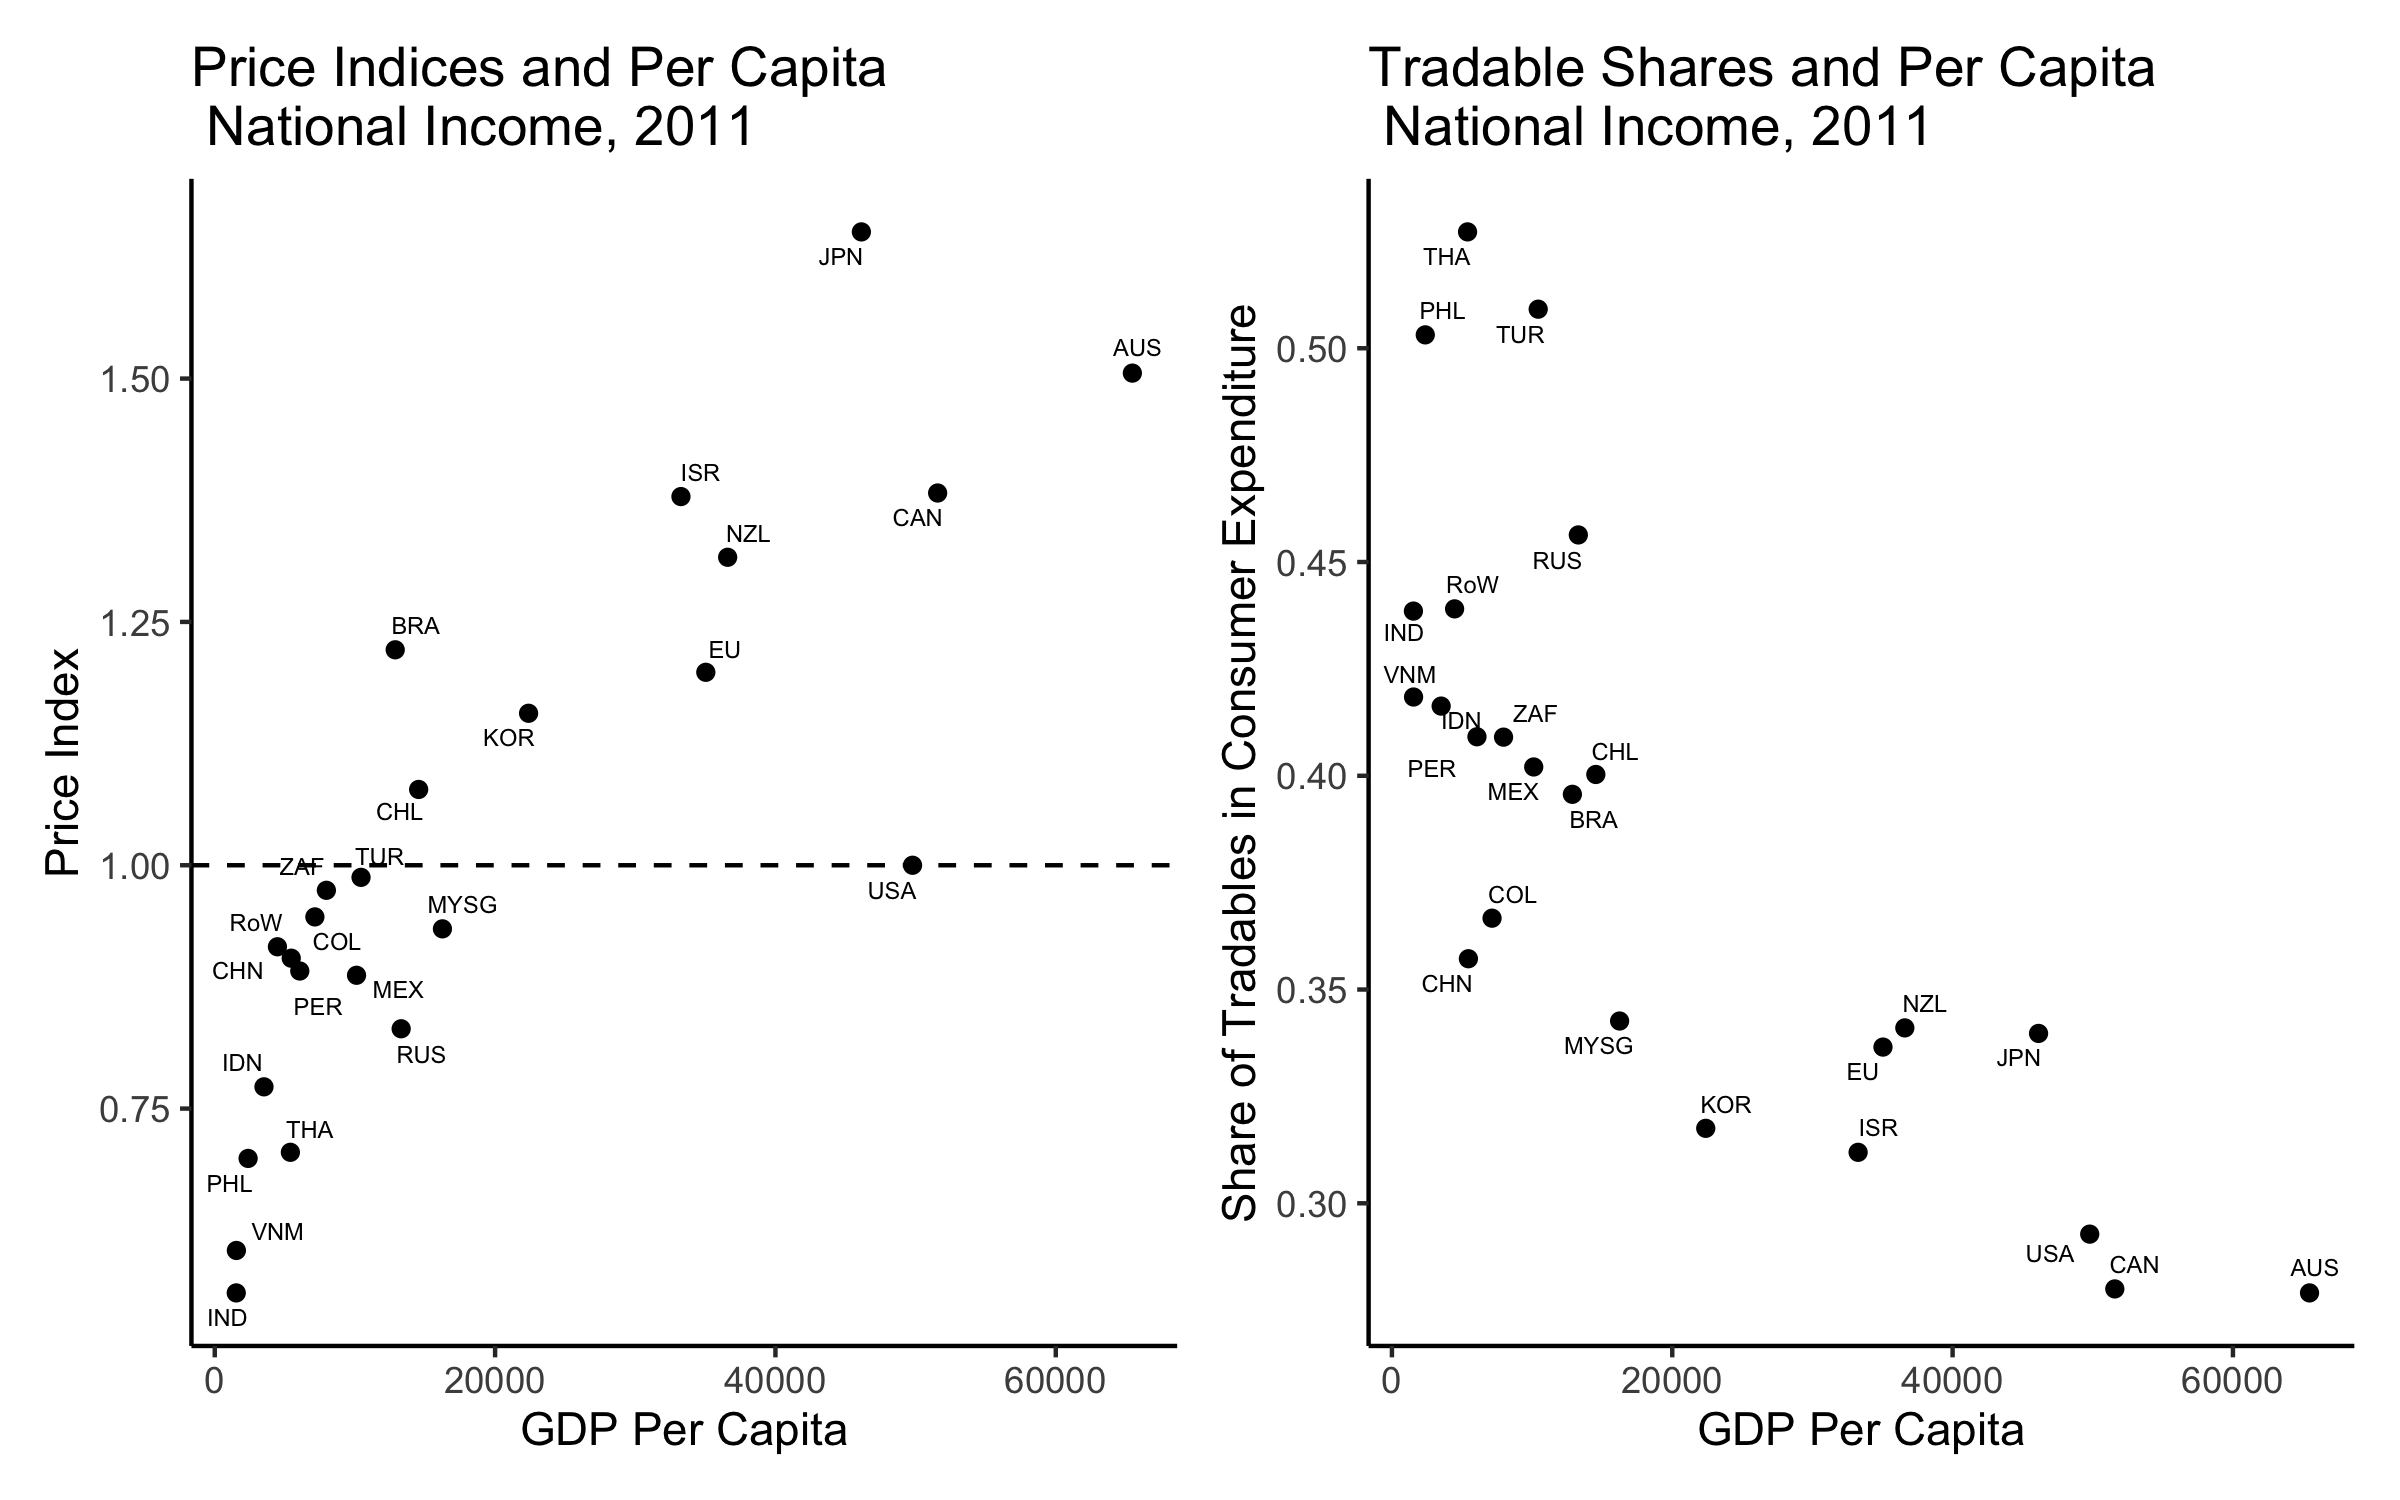 Price Indices and Per Capita
National Income, 2011
Price Index
1.50
1.25
1.00
0.75
JPN
AUS
ISR
CAN
NZL
BRA
EU
KOR
CHL
TUR
ZAF
USA
MYSG
RoW
COL
CHN
MEX
PER
RUS
IDN
THA
PHL
VNM
IND
0
20000
40000
60000
GDP Per Capita
Tradable Shares and Per Capita
National Income, 2011
Share of Tradables in Consumer Expenditure
0.50
0.45
0.40
0.35
0.30
THA
PHL
TUR
RUS
RoW
IND
VNM
IDN
ZAF
PER
CHL
MEX
BRA
COL
CHN
NZL
MYSG
JPN
EU
KOR
ISR
USA
CAN
AUS
0
20000
40000
60000
GDP Per Capita